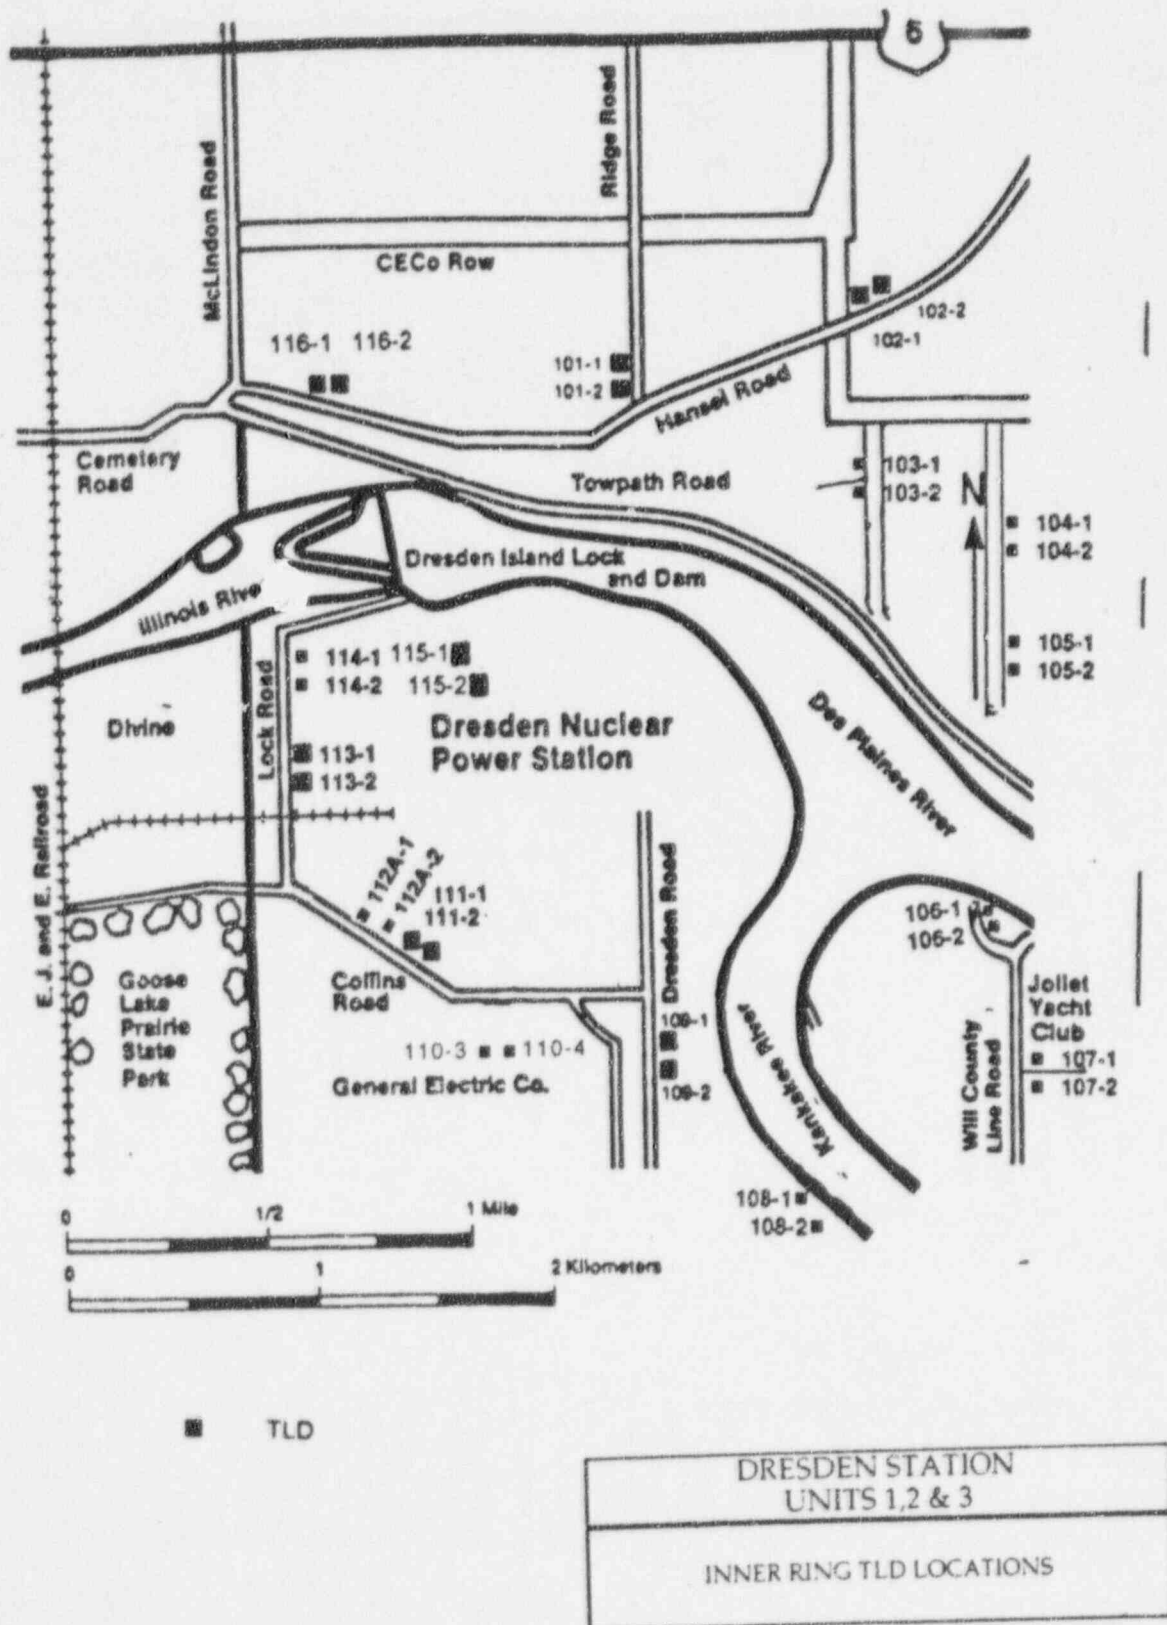 6
McLindon Road
Ridge Road
CECo Row
102-2
102-1
116-1 116-2
101-1
101-2
Hansel Road
Cemetery
Road
Towpath Road
103-1
103-2
N
104-1
104-2
Dresden Island Lock
and Dam
Illinois Rive
105-1
105-2
114-1 115-1
114-2 115-2
Lock Road
Divine
Dresden Nuclear
Power Station
113-1
113-2
Des Plaines River
E. J. and E. Railroad
112A-1
112A-2
111-1
111-2
Dresden Road
106-1
106-2
Goose
Lake
Prairie
State
Park
Collins
Road
109-1
109-2
Kankakee River
Joliet
Yacht
Club
Will County
Line Road
107-1
107-2
110-3 110-4
General Electric Co.
108-1
108-2
0 1/2 1 Mile
0 1 2 Kilometers
TLD
DRESDEN STATION
UNITS 1,2 & 3
INNER RING TLD LOCATIONS